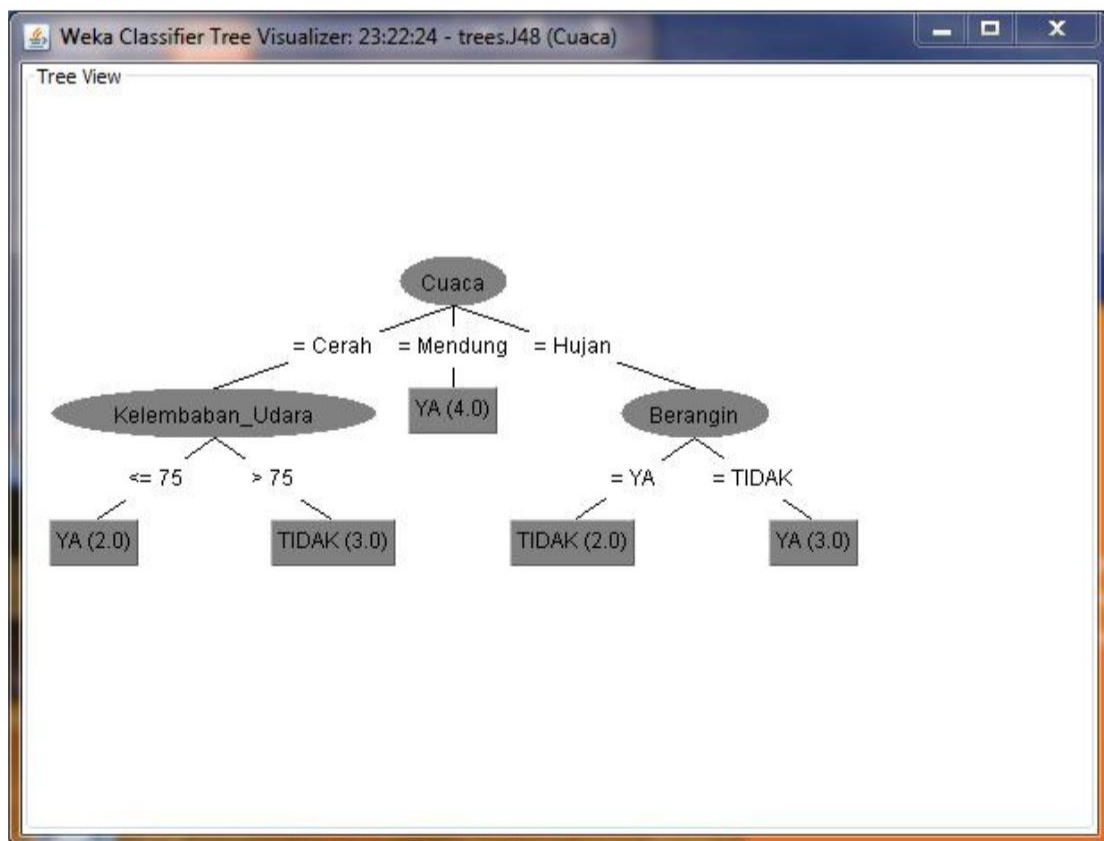 Weka Classifier Tree Visualizer: 23:22:24 - trees.J48 (Cuaca)
Tree View
Cuaca
= Cerah = Mendung = Hujan
Kelembaban_Udara YA (4.0) Berangin
<= 75 > 75 = YA = TIDAK
YA (2.0) TIDAK (3.0) TIDAK (2.0) YA (3.0)